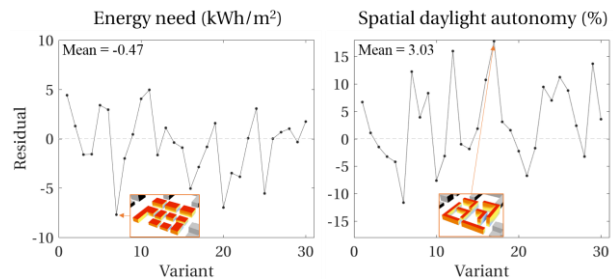 Energy need (kWh/m²)
Mean = -0.47
10
5
0
-5
-10
Residual
0
10
20
30
Variant
Spatial daylight autonomy (%)
Mean = 3.03
15
10
5
0
-5
-10
-15
0
10
20
30
Variant